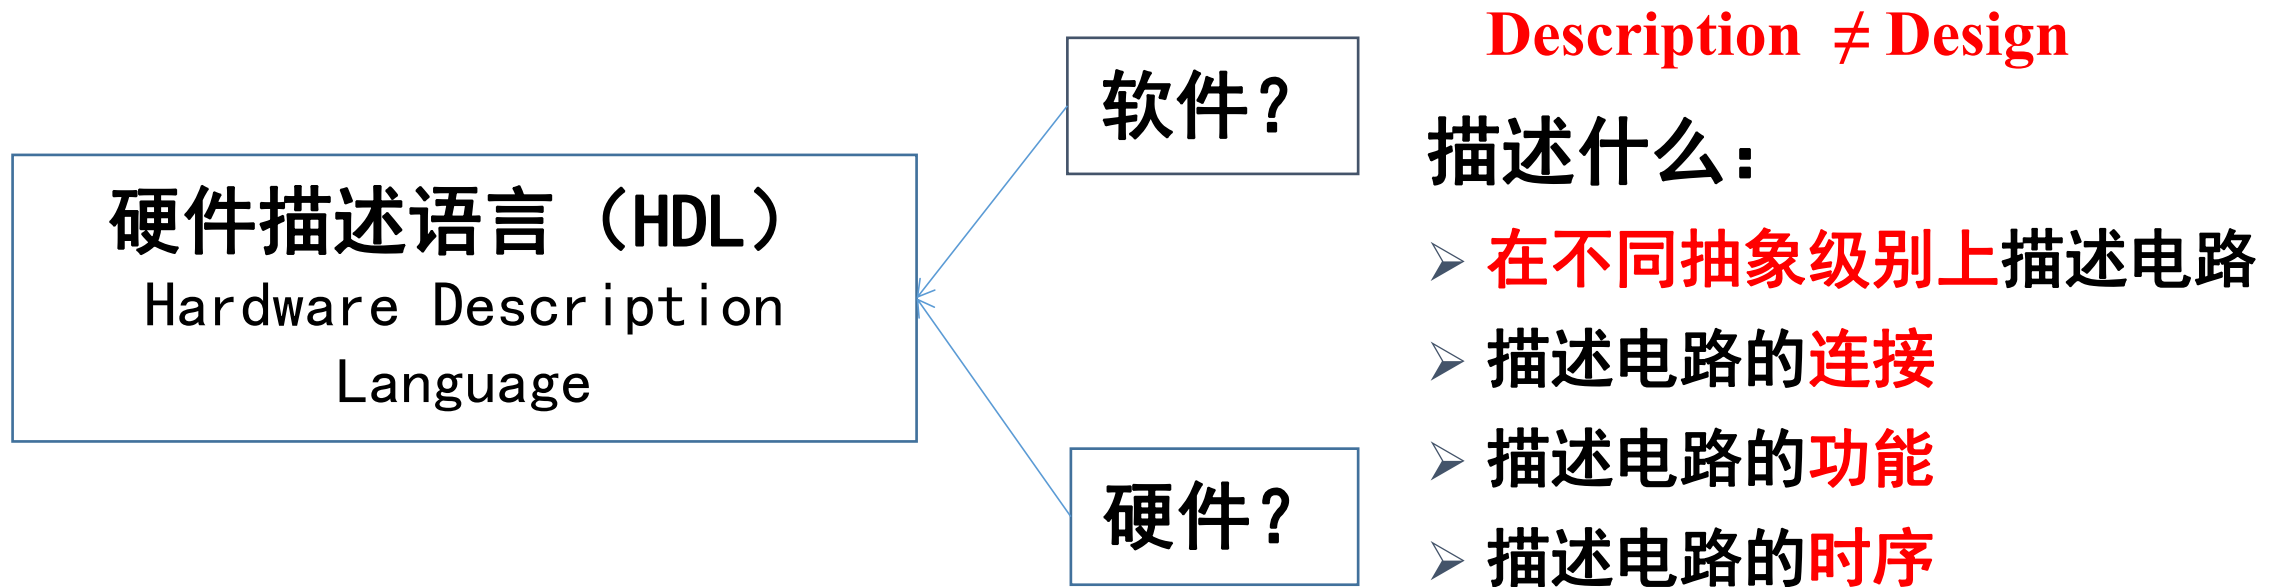 硬件描述语言（HDL）
Hardware Description
Language
软件？
硬件？
Description ≠ Design
描述什么：
在不同抽象级别上描述电路
描述电路的连接
描述电路的功能
描述电路的时序